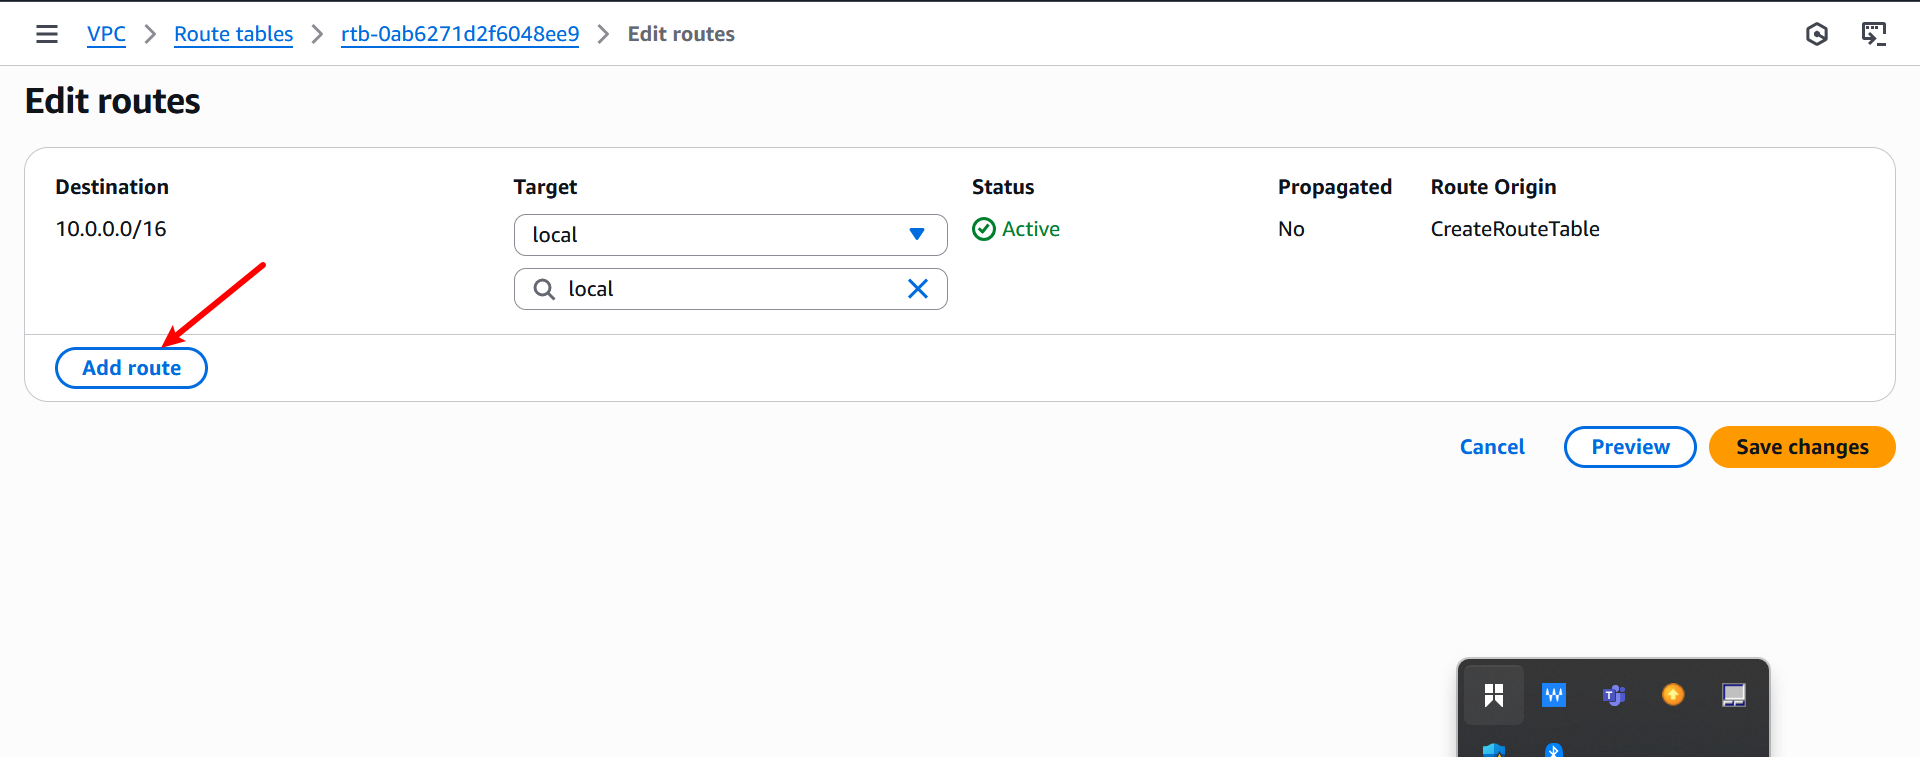 VPC > Route tables > rtb-0ab6271d2f6048ee9 > Edit routes
Edit routes
Destination Target Status Propagated Route Origin
10.0.0.0/16 local Active No CreateRouteTable
local
Add route
Cancel Preview Save changes